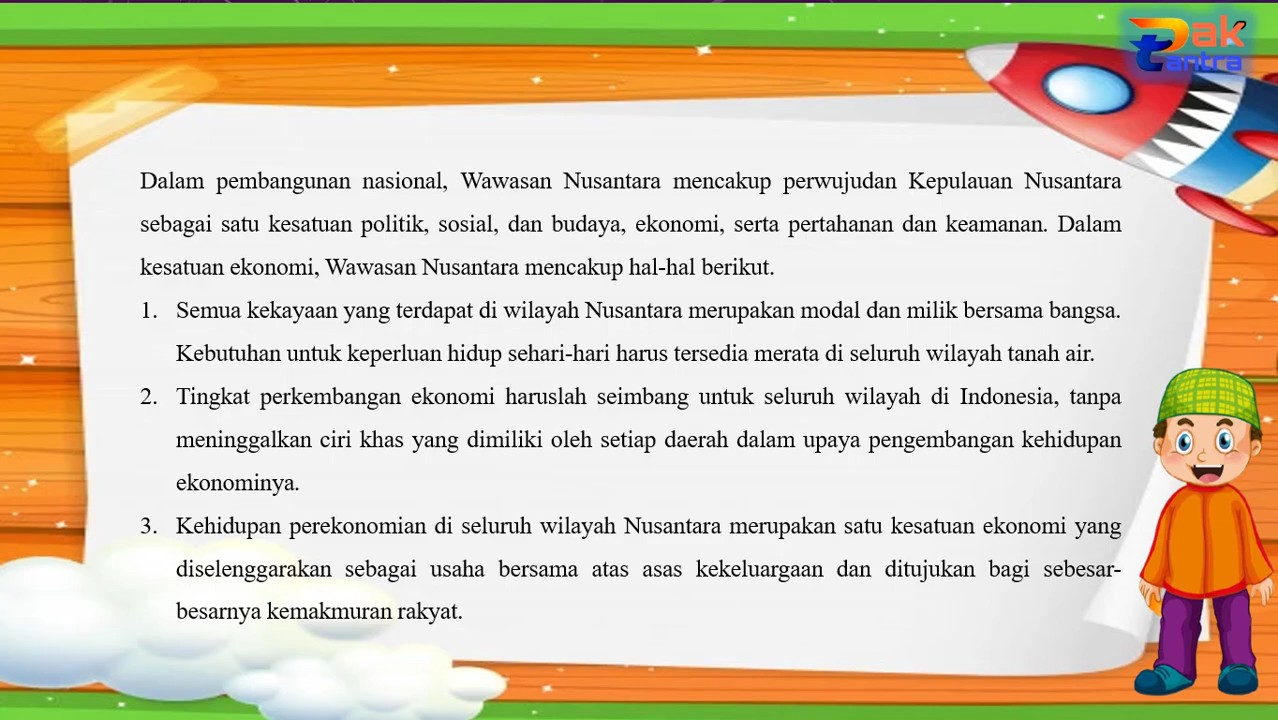 Pak
tantra
Dalam pembangunan nasional, Wawasan Nusantara mencakup perwujudan Kepulauan Nusantara
sebagai satu kesatuan politik, sosial, dan budaya, ekonomi, serta pertahanan dan keamanan. Dalam
kesatuan ekonomi, Wawasan Nusantara mencakup hal-hal berikut.
1. Semua kekayaan yang terdapat di wilayah Nusantara merupakan modal dan milik bersama bangsa.
Kebutuhan untuk keperluan hidup sehari-hari harus tersedia merata di seluruh wilayah tanah air.
2. Tingkat perkembangan ekonomi haruslah seimbang untuk seluruh wilayah di Indonesia, tanpa
meninggalkan ciri khas yang dimiliki oleh setiap daerah dalam upaya pengembangan kehidupan
ekonominya.
3. Kehidupan perekonomian di seluruh wilayah Nusantara merupakan satu kesatuan ekonomi yang
diselenggarakan sebagai usaha bersama atas asas kekeluargaan dan ditujukan bagi sebesar-
besarnya kemakmuran rakyat.